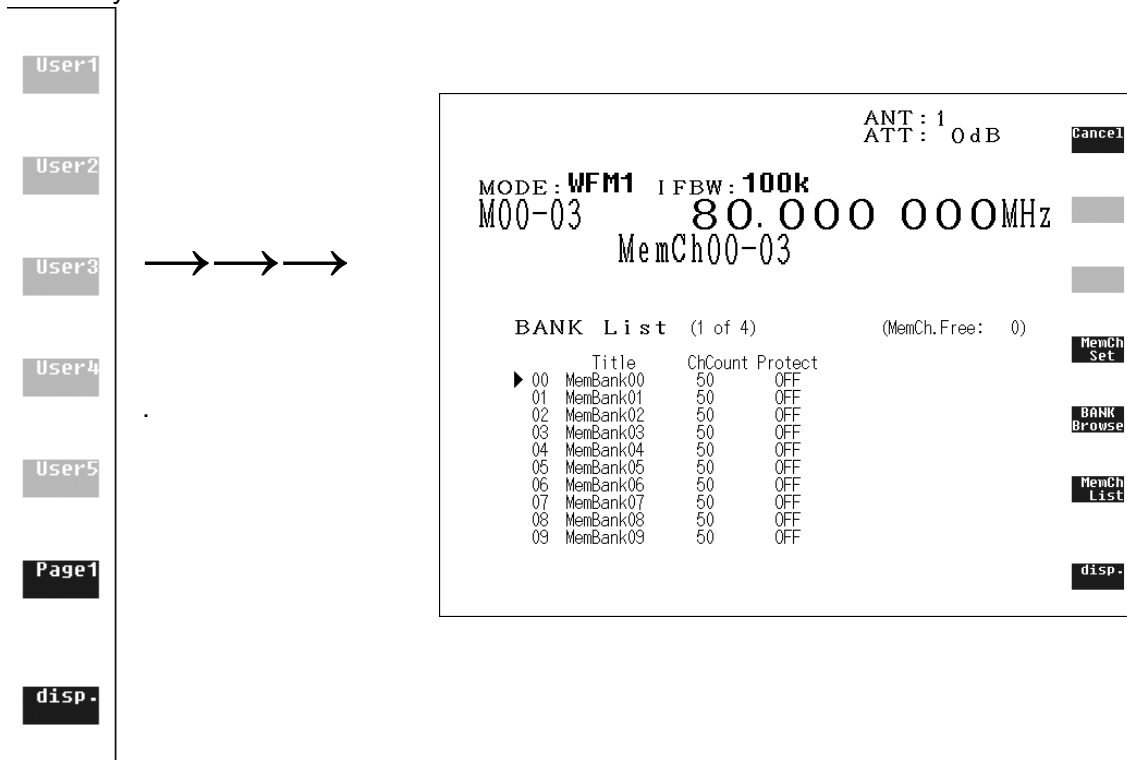 User1
User2
User3
User4
User5
Page1
disp.
ANT:1
ATT: 0dB
Cancel
MODE:WFM1 IFBW:100k
M00-03 80.000 000MHz
MemCh00-03
BANK List (1 of 4) (MemCh.Free: 0)
Title ChCount Protect
00 MemBank00 50 OFF
01 MemBank01 50 OFF
02 MemBank02 50 OFF
03 MemBank03 50 OFF
04 MemBank04 50 OFF
05 MemBank05 50 OFF
06 MemBank06 50 OFF
07 MemBank07 50 OFF
08 MemBank08 50 OFF
09 MemBank09 50 OFF
MemCh
Set
BANK
Browse
MemCh
List
disp.